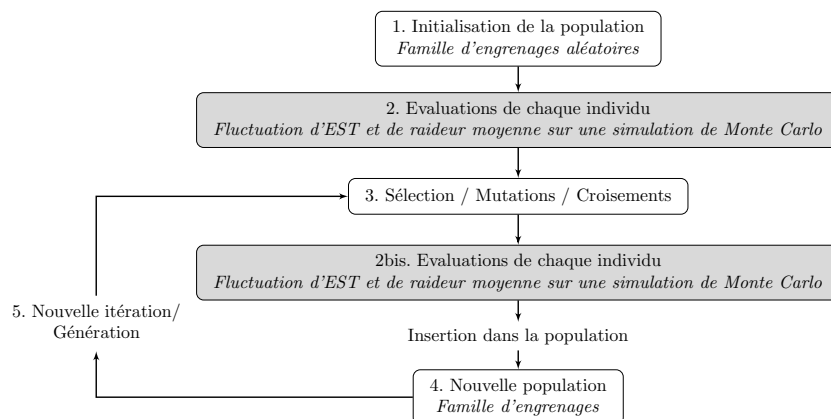 1. Initialisation de la population
Famille d'engrenages aléatoires
2. Evaluations de chaque individu
Fluctuation d'EST et de raideur moyenne sur une simulation de Monte Carlo
3. Sélection / Mutations / Croisements
2bis. Evaluations de chaque individu
Fluctuation d'EST et de raideur moyenne sur une simulation de Monte Carlo
5. Nouvelle itération/
Génération
Insertion dans la population
4. Nouvelle population
Famille d'engrenages